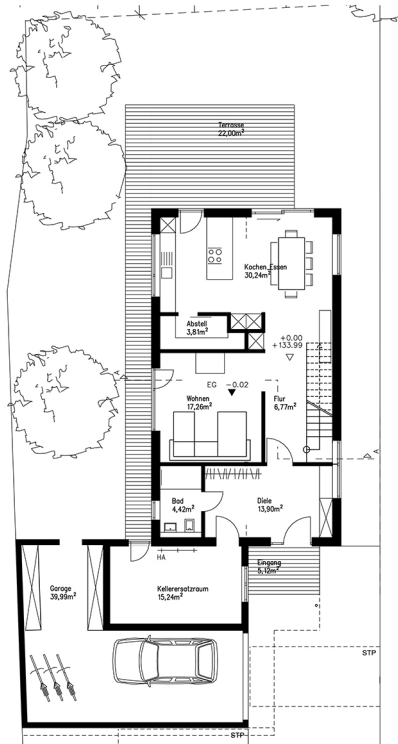 Terrasse
22,00m²
Kochen_Essen
30,24m²
Abstell
3,81m²
+0.00
+133.99
EG −0.02
Wohnen
17,26m²
Flur
6,77m²
A
Bad
4,42m²
Diele
13,90m²
HA
Eingang
5,12m²
Garage
39,99m²
Kellerersatzraum
15,24m²
STP
STP